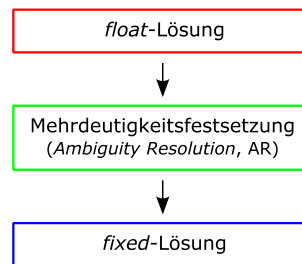 float-Lösung
Mehrdeutigkeitsfestsetzung
(Ambiguity Resolution, AR)
fixed-Lösung